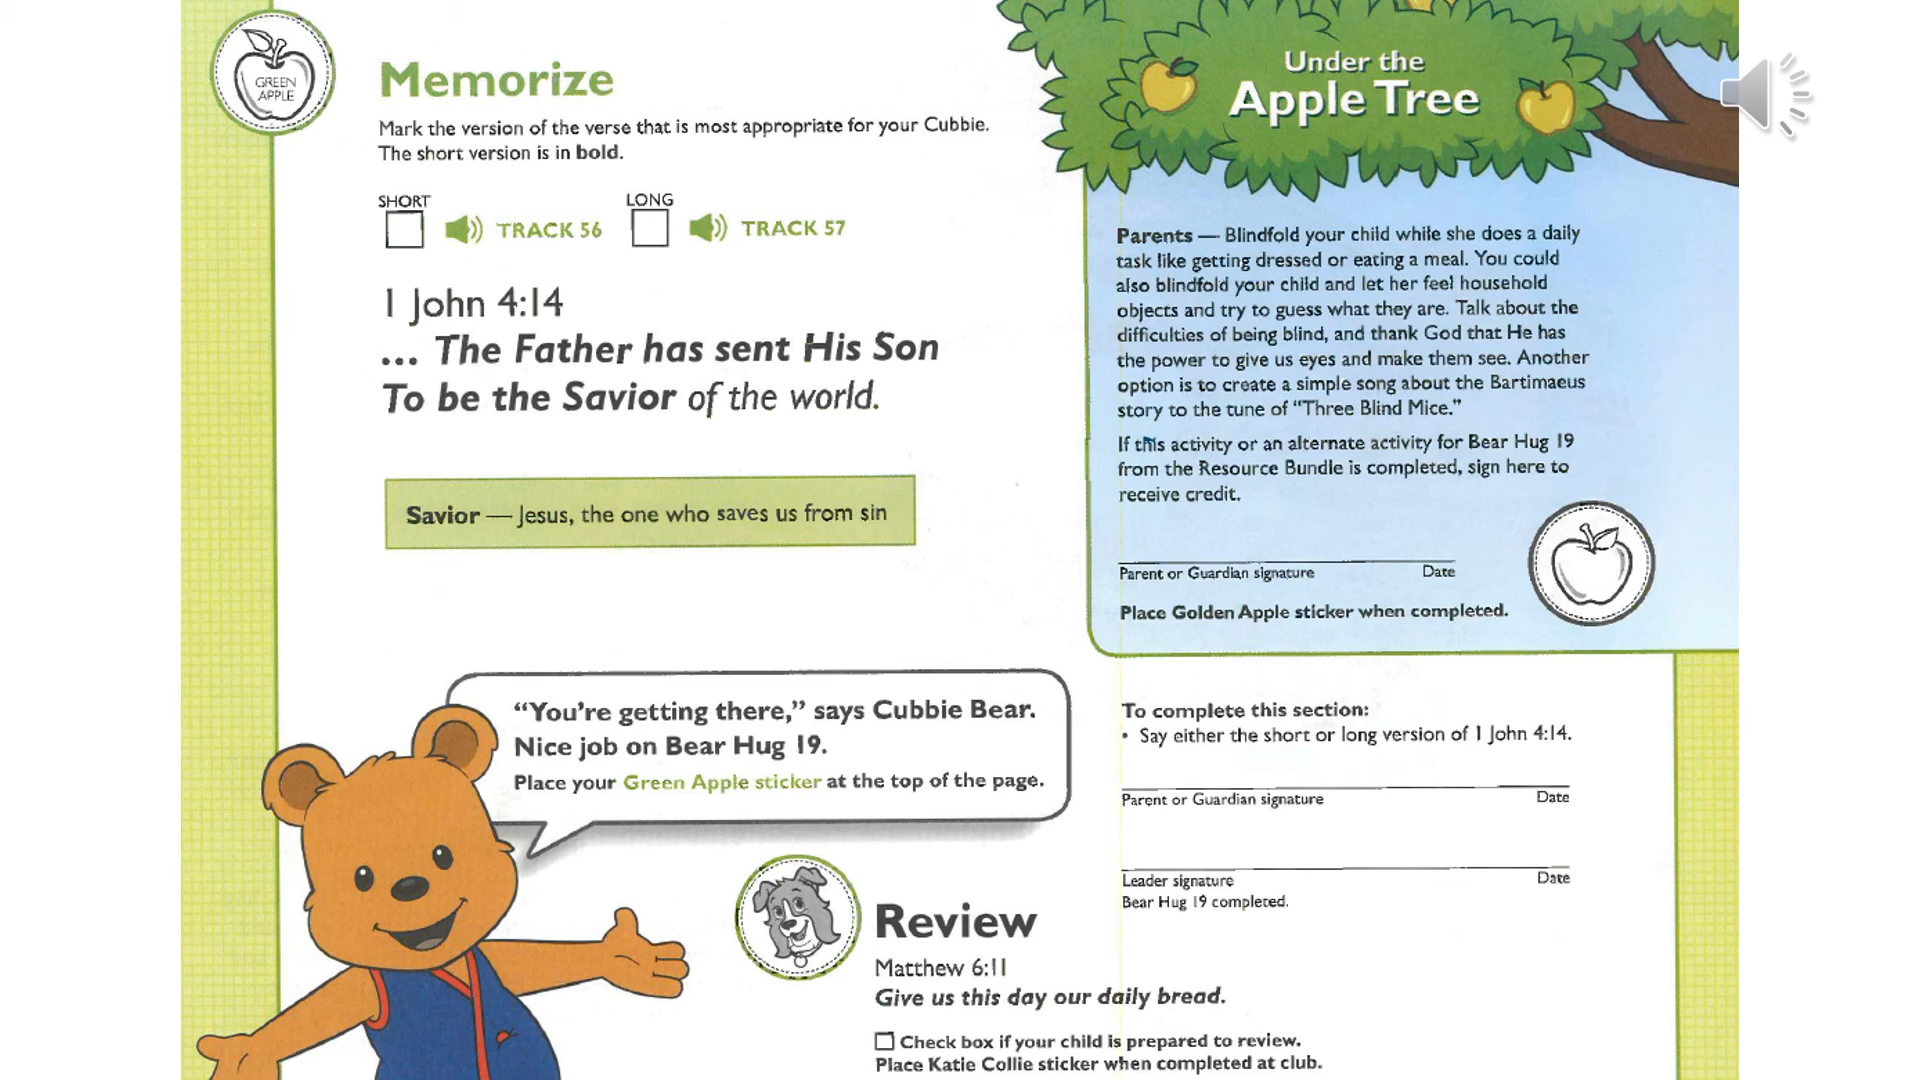 GREEN
APPLE
Memorize
Mark the version of the verse that is most appropriate for your Cubbie.
The short version is in bold.
SHORT
TRACK 56
LONG
TRACK 57
1 John 4:14
... The Father has sent His Son
To be the Savior of the world.
Savior — Jesus, the one who saves us from sin
Under the
Apple Tree
Parents — Blindfold your child while she does a daily
task like getting dressed or eating a meal. You could
also blindfold your child and let her feel household
objects and try to guess what they are. Talk about the
difficulties of being blind, and thank God that He has
the power to give us eyes and make them see. Another
option is to create a simple song about the Bartimaeus
story to the tune of “Three Blind Mice.”
If this activity or an alternate activity for Bear Hug 19
from the Resource Bundle is completed, sign here to
receive credit.
Parent or Guardian signature Date
Place Golden Apple sticker when completed.
“You’re getting there,” says Cubbie Bear.
Nice job on Bear Hug 19.
Place your Green Apple sticker at the top of the page.
To complete this section:
• Say either the short or long version of 1 John 4:14.
Parent or Guardian signature Date
Leader signature Date
Bear Hug 19 completed.
Review
Matthew 6:11
Give us this day our daily bread.
Check box if your child is prepared to review.
Place Katie Collie sticker when completed at club.